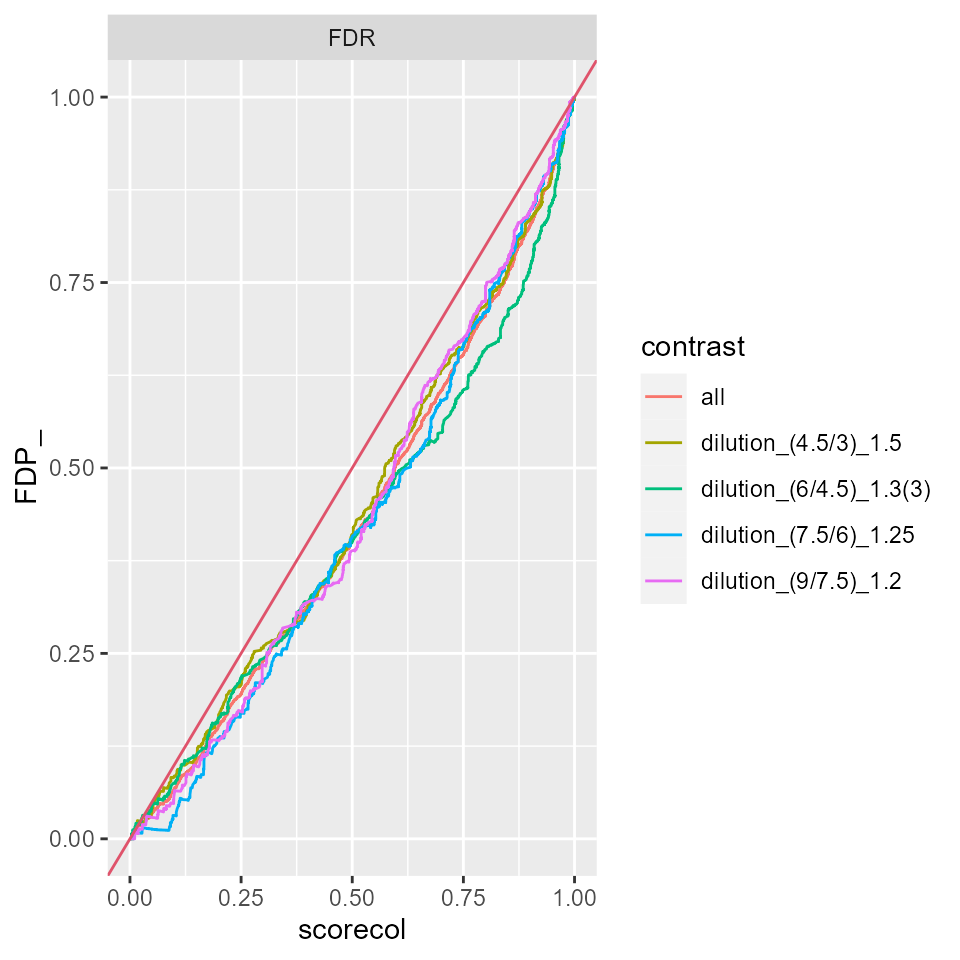 FDR
1.00
0.75
0.50
0.25
0.00
FDP_
0.00 0.25 0.50 0.75 1.00
scorecol
contrast
all
dilution_(4.5/3)_1.5
dilution_(6/4.5)_1.3(3)
dilution_(7.5/6)_1.25
dilution_(9/7.5)_1.2